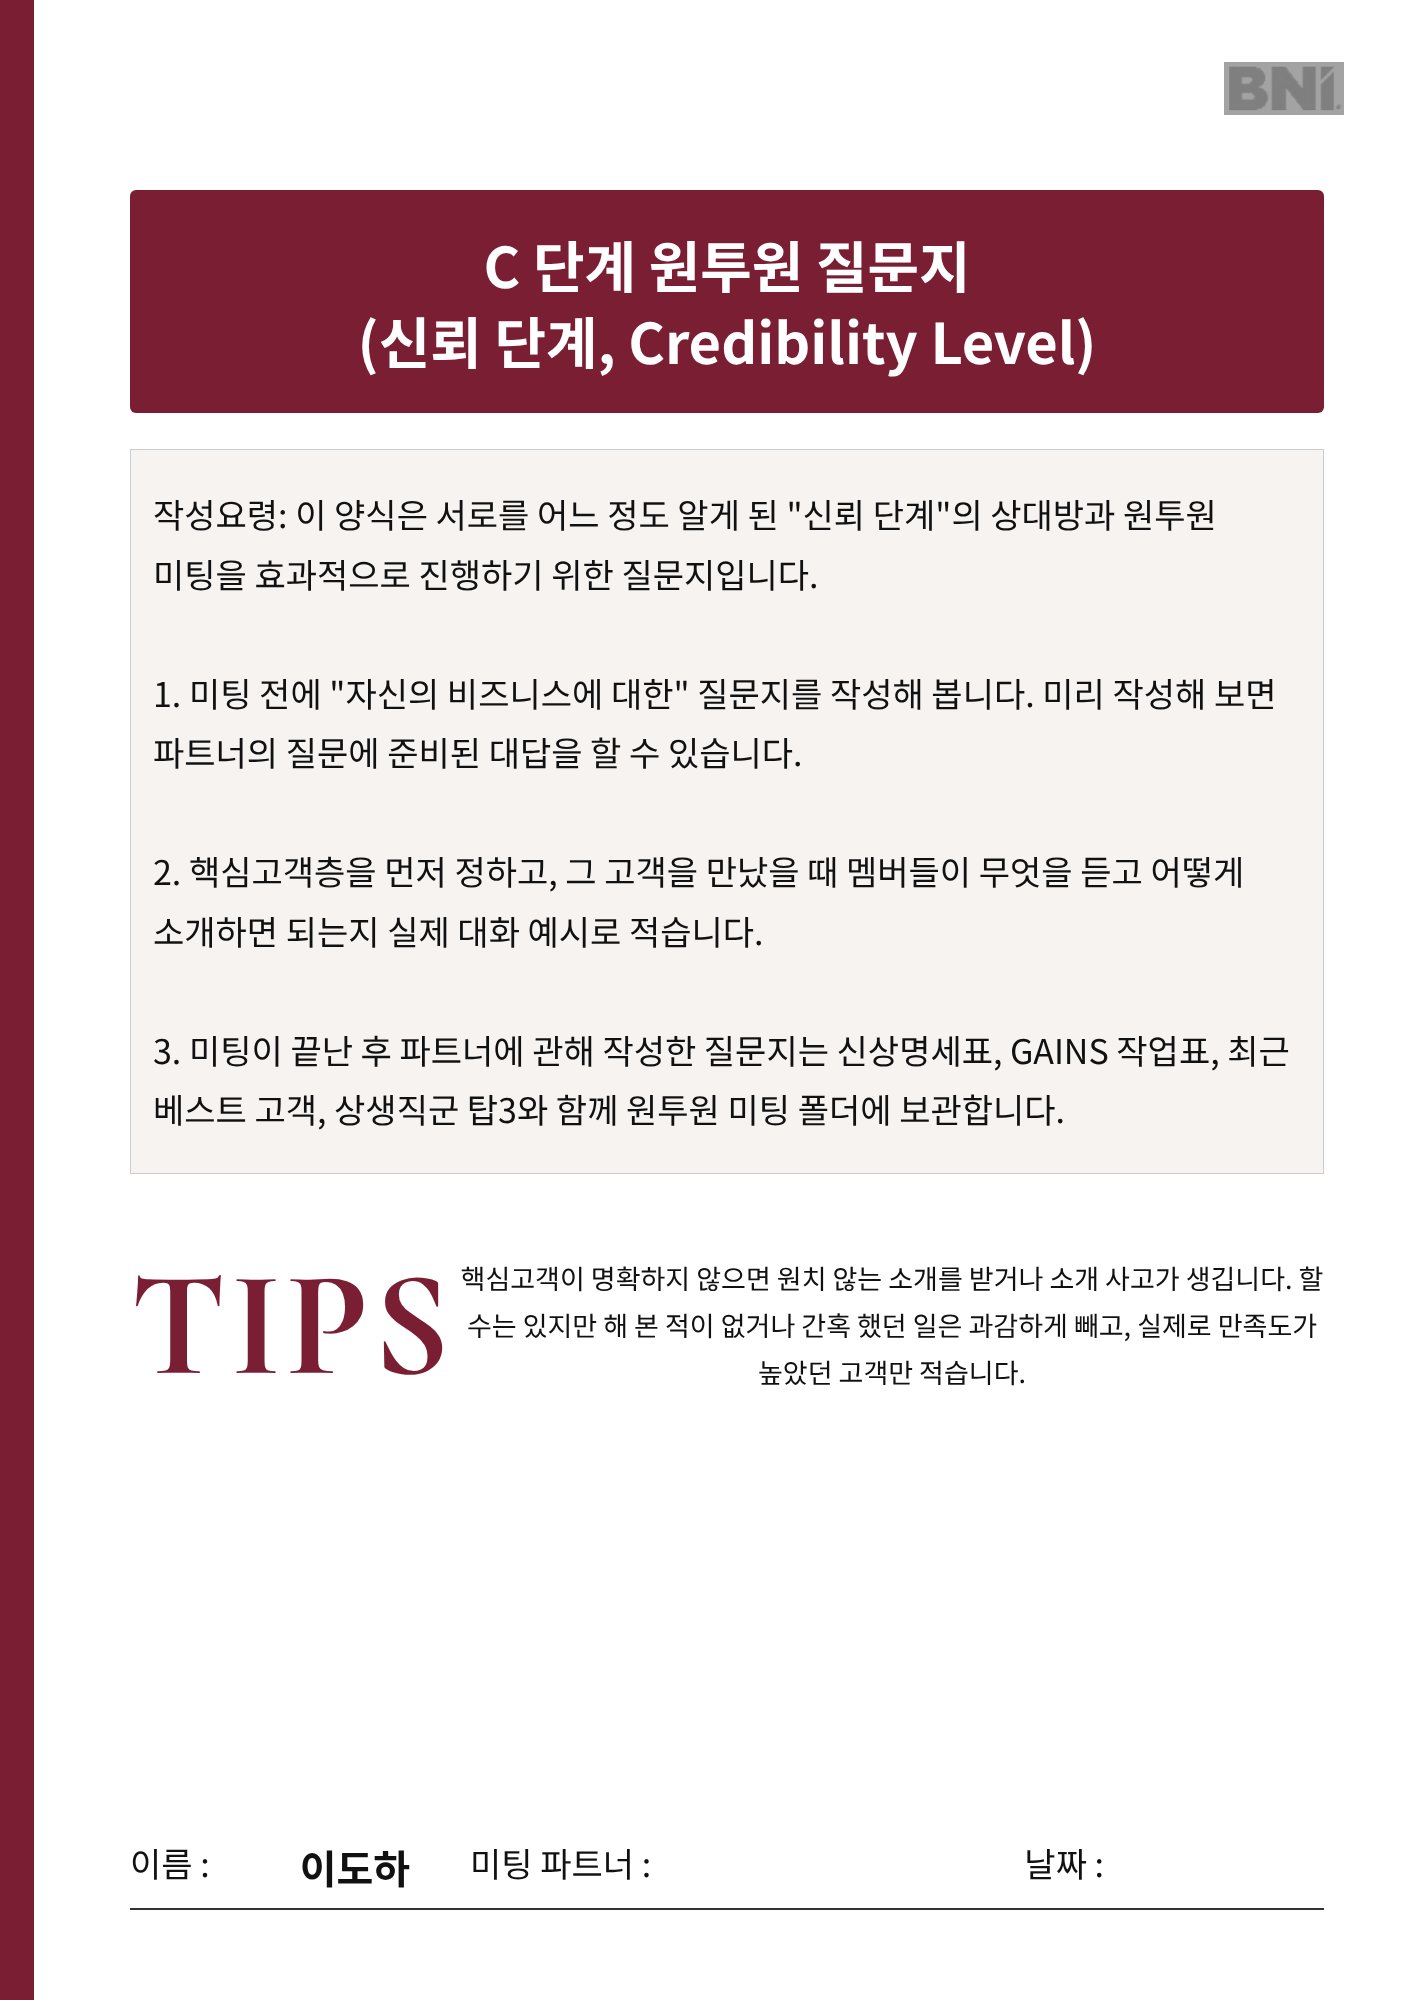 BNI
C 단계 원투원 질문지
(신뢰 단계, Credibility Level)
작성요령: 이 양식은 서로를 어느 정도 알게 된 "신뢰 단계"의 상대방과 원투원
미팅을 효과적으로 진행하기 위한 질문지입니다.
1. 미팅 전에 "자신의 비즈니스에 대한" 질문지를 작성해 봅니다. 미리 작성해 보면
파트너의 질문에 준비된 대답을 할 수 있습니다.
2. 핵심고객층을 먼저 정하고, 그 고객을 만났을 때 멤버들이 무엇을 듣고 어떻게
소개하면 되는지 실제 대화 예시로 적습니다.
3. 미팅이 끝난 후 파트너에 관해 작성한 질문지는 신상명세표, GAINS 작업표, 최근
베스트 고객, 상생직군 탑3와 함께 원투원 미팅 폴더에 보관합니다.
TIPS
핵심고객이 명확하지 않으면 원치 않는 소개를 받거나 소개 사고가 생깁니다. 할
수는 있지만 해 본 적이 없거나 간혹 했던 일은 과감하게 빼고, 실제로 만족도가
높았던 고객만 적습니다.
이름 : 이도하 미팅 파트너 : 날짜 :